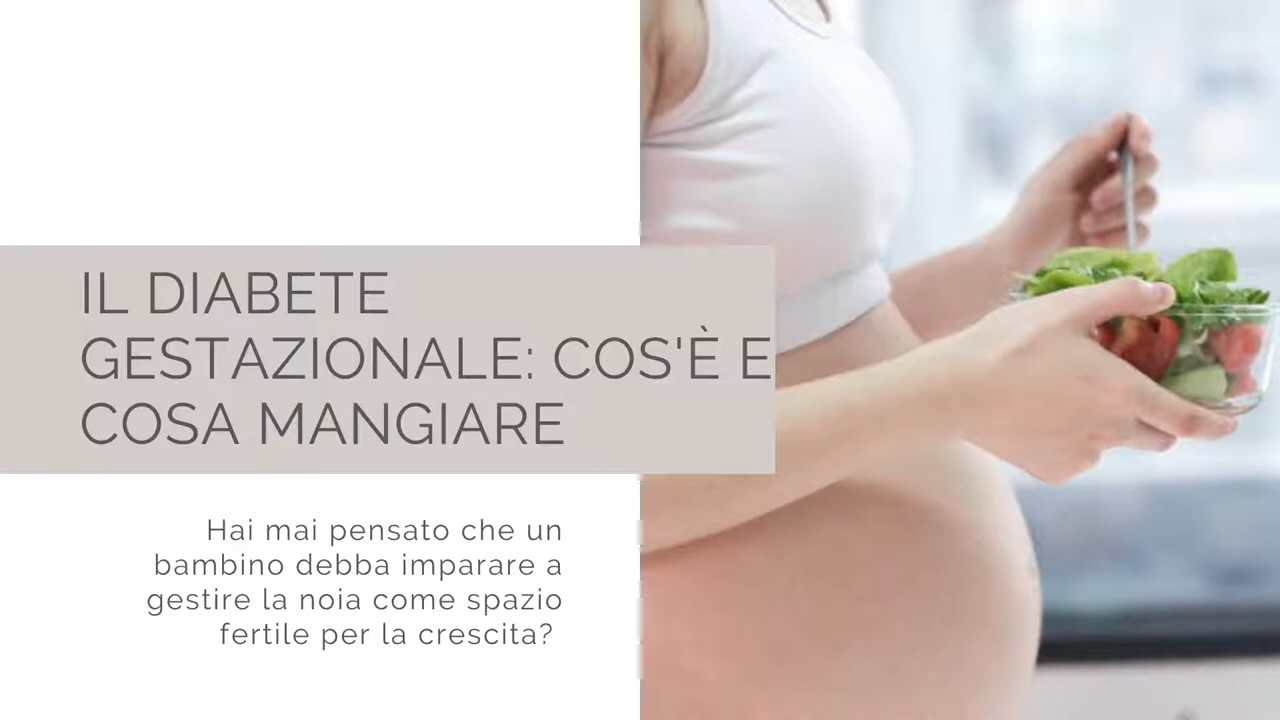 IL DIABETE
GESTAZIONALE: COS'È E
COSA MANGIARE
Hai mai pensato che un
bambino debba imparare a
gestire la noia come spazio
fertile per la crescita?